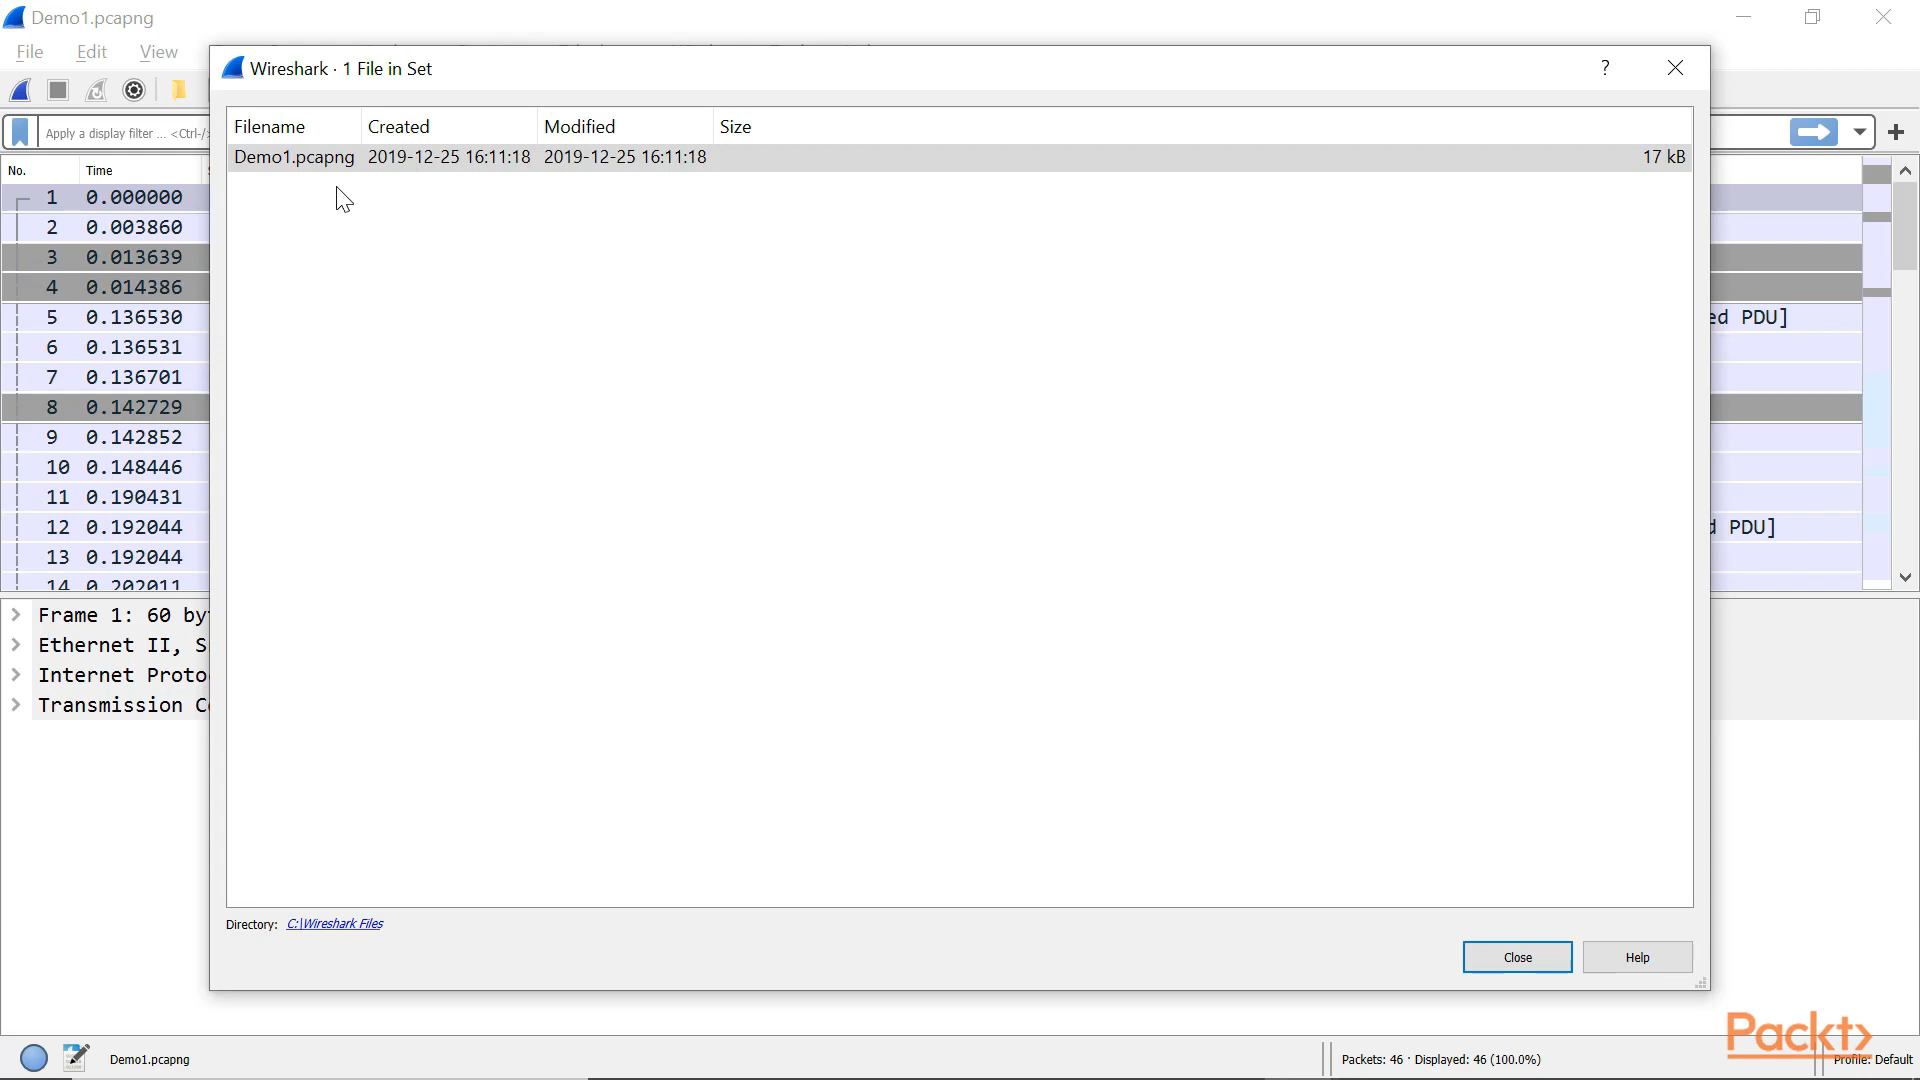 Demo1.pcapng
File Edit View
Wireshark · 1 File in Set ?
Apply a display filter ... <Ctrl-/>
Filename Created Modified Size
Demo1.pcapng 2019-12-25 16:11:18 2019-12-25 16:11:18 17 kB
No. Time
1 0.000000
2 0.003860
3 0.013639
4 0.014386
5 0.136530 ed PDU]
6 0.136531
7 0.136701
8 0.142729
9 0.142852
10 0.148446
11 0.190431
12 0.192044 d PDU]
13 0.192044
14 0.202011
Frame 1: 60 by
Ethernet II, S
Internet Proto
Transmission C
Directory: C:\Wireshark Files
Close Help
Packt>
Demo1.pcapng Packets: 46 · Displayed: 46 (100.0%) Profile: Default